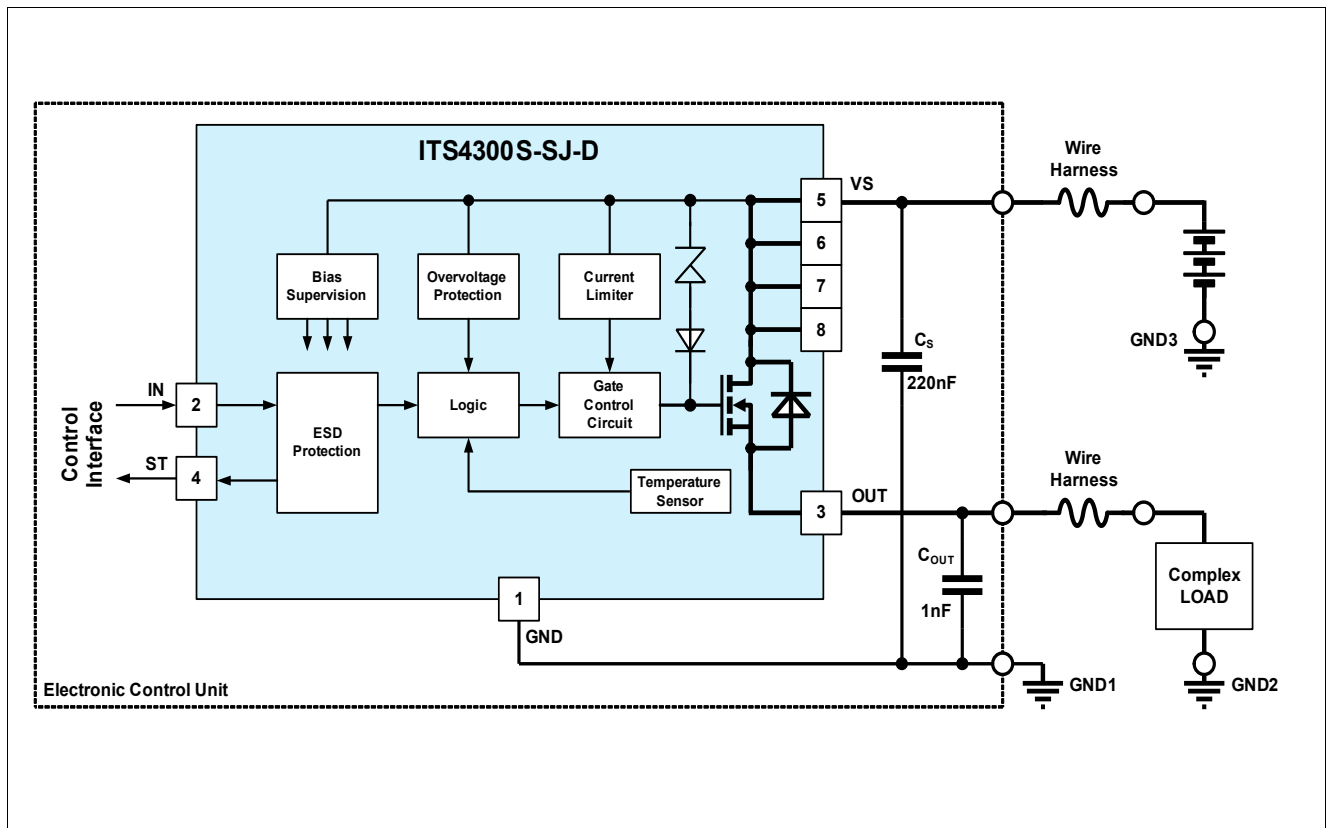 ITS4300S-SJ-D
VS
Wire
Harness
5
6
7
8
Bias
Supervision
Overvoltage
Protection
Current
Limiter
GND3
CS
220nF
IN
2
Control
Interface
ST
4
ESD
Protection
Logic
Gate
Control
Circuit
Temperature
Sensor
OUT
3
Wire
Harness
COUT
1nF
Complex
LOAD
1
GND
Electronic Control Unit
GND1
GND2